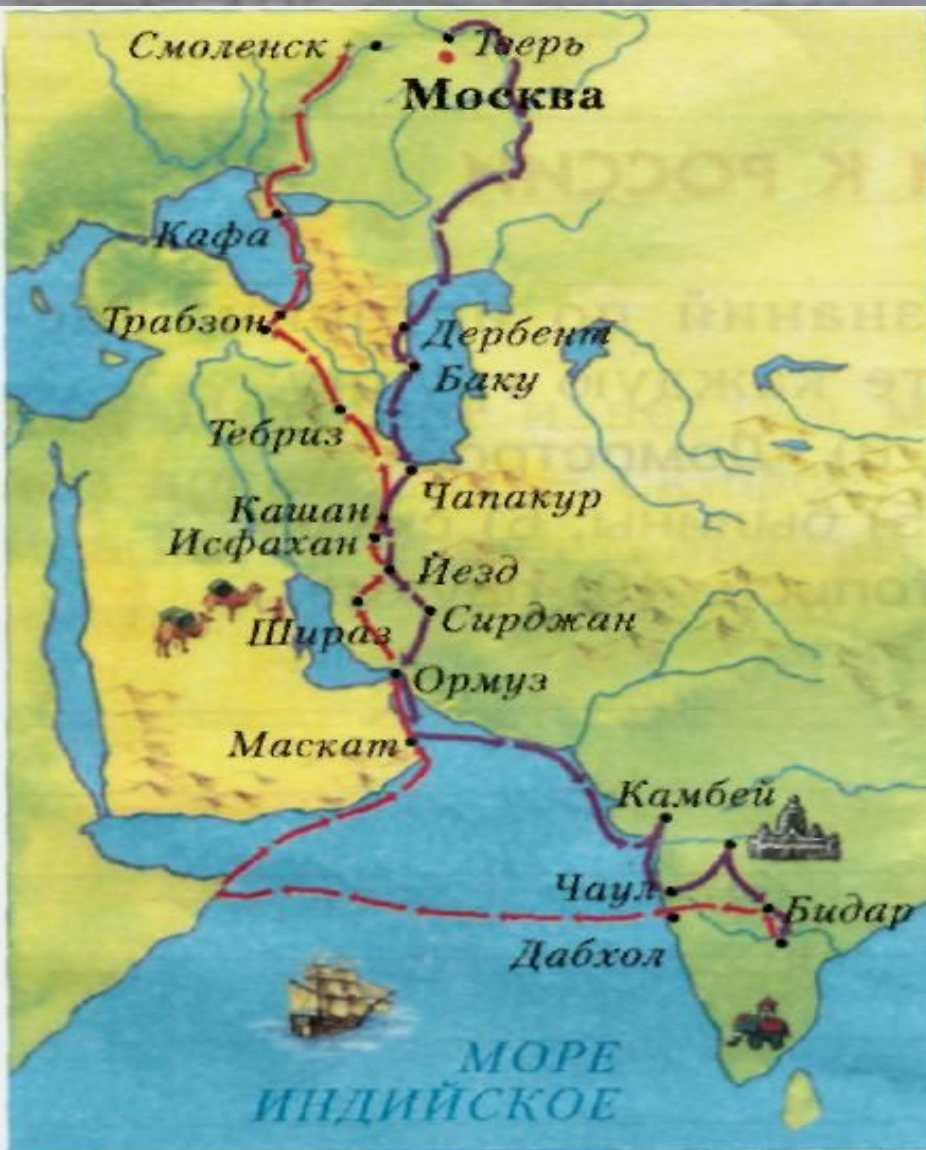 Смоленск
Тверь
Москва
Кафа
Трабзон
Дербент
Баку
Тебриз
Чапакур
Кашан
Исфахан
Йезд
Шираз
Сирджан
Ормуз
Маскат
Камбей
Чаул
Бидар
Дабхол
МОРЕ
ИНДИЙСКОЕ